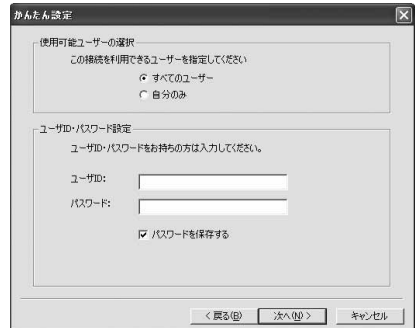 かんたん設定
使用可能ユーザーの選択
この接続を利用できるユーザーを指定してください
すべてのユーザー
自分のみ
ユーザID・パスワード設定
ユーザID・パスワードをお持ちの方は入力してください。
ユーザID:
パスワード:
パスワードを保存する
< 戻る(B) 次へ(N) > キャンセル